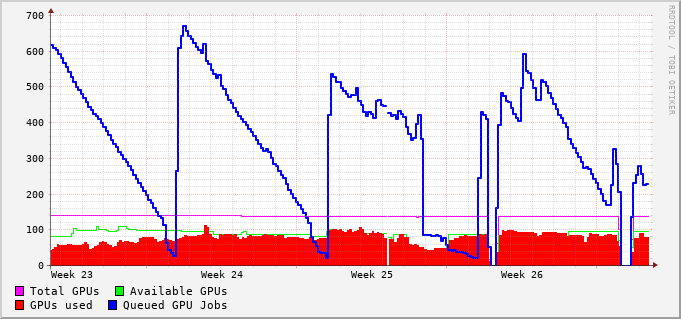 700
600
500
400
300
200
100
0
Week 23 Week 24 Week 25 Week 26
Total GPUs Available GPUs
GPUs used Queued GPU Jobs
RRDTOOL / TOBI OETIKER